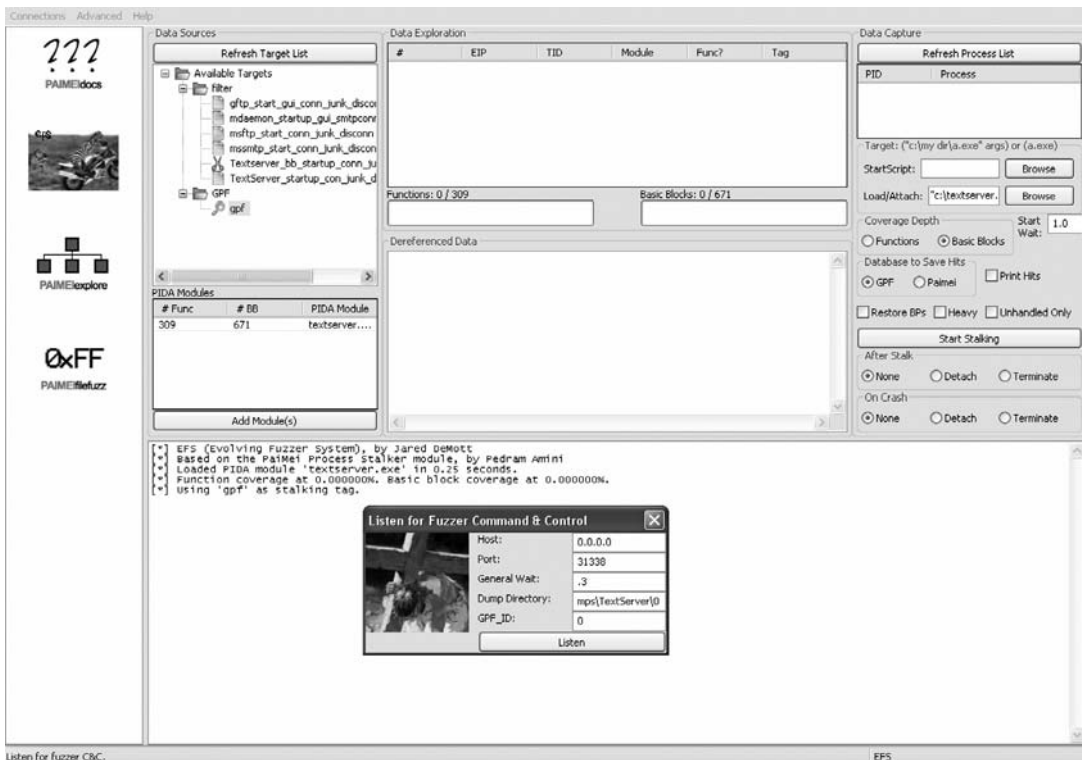 Connections Advanced Help
???
PAIMEIdocs
efs
PAIMEIexplore
0xFF
PAIMEIfilefuzz
Data Sources
Refresh Target List
Available Targets
filter
gftp_start_gui_conn_junk_discon
mdaemon_startup_gui_smtpconr
msftp_start_conn_junk_disconn
mssmtp_start_conn_junk_discon
Textserver_bb_startup_conn_ju
TextServer_startup_con_junk_d
GPF
gpf
PIDA Modules
# Func # BB PIDA Module
309 671 textserver....
Add Module(s)
Data Exploration
# EIP TID Module Func? Tag
Functions: 0 / 309 Basic Blocks: 0 / 671
Dereferenced Data
Data Capture
Refresh Process List
PID Process
Target: ("c:\my dir\a.exe" args) or (a.exe)
StartScript: Browse
Load/Attach: "c:\textserver. Browse
Coverage Depth
Functions Basic Blocks
Start Wait: 1.0
Database to Save Hits
GPF Paimei
Print Hits
Restore BPs Heavy Unhandled Only
Start Stalking
After Stalk
None Detach Terminate
On Crash
None Detach Terminate
[*] EFS (Evolving Fuzzer System), by Jared DeMott
[*] Based on the PaiMei Process Stalker module, by Pedram Amini
[*] Loaded PIDA module 'textserver.exe' in 0.25 seconds.
[*] Function coverage at 0.000000%. Basic block coverage at 0.000000%.
[*] Using 'gpf' as stalking tag.
Listen for Fuzzer Command & Control
Host: 0.0.0.0
Port: 31338
General Wait: .3
Dump Directory: mps\TextServer\0
GPF_ID: 0
Listen
Listen for fuzzer C&C. EFS